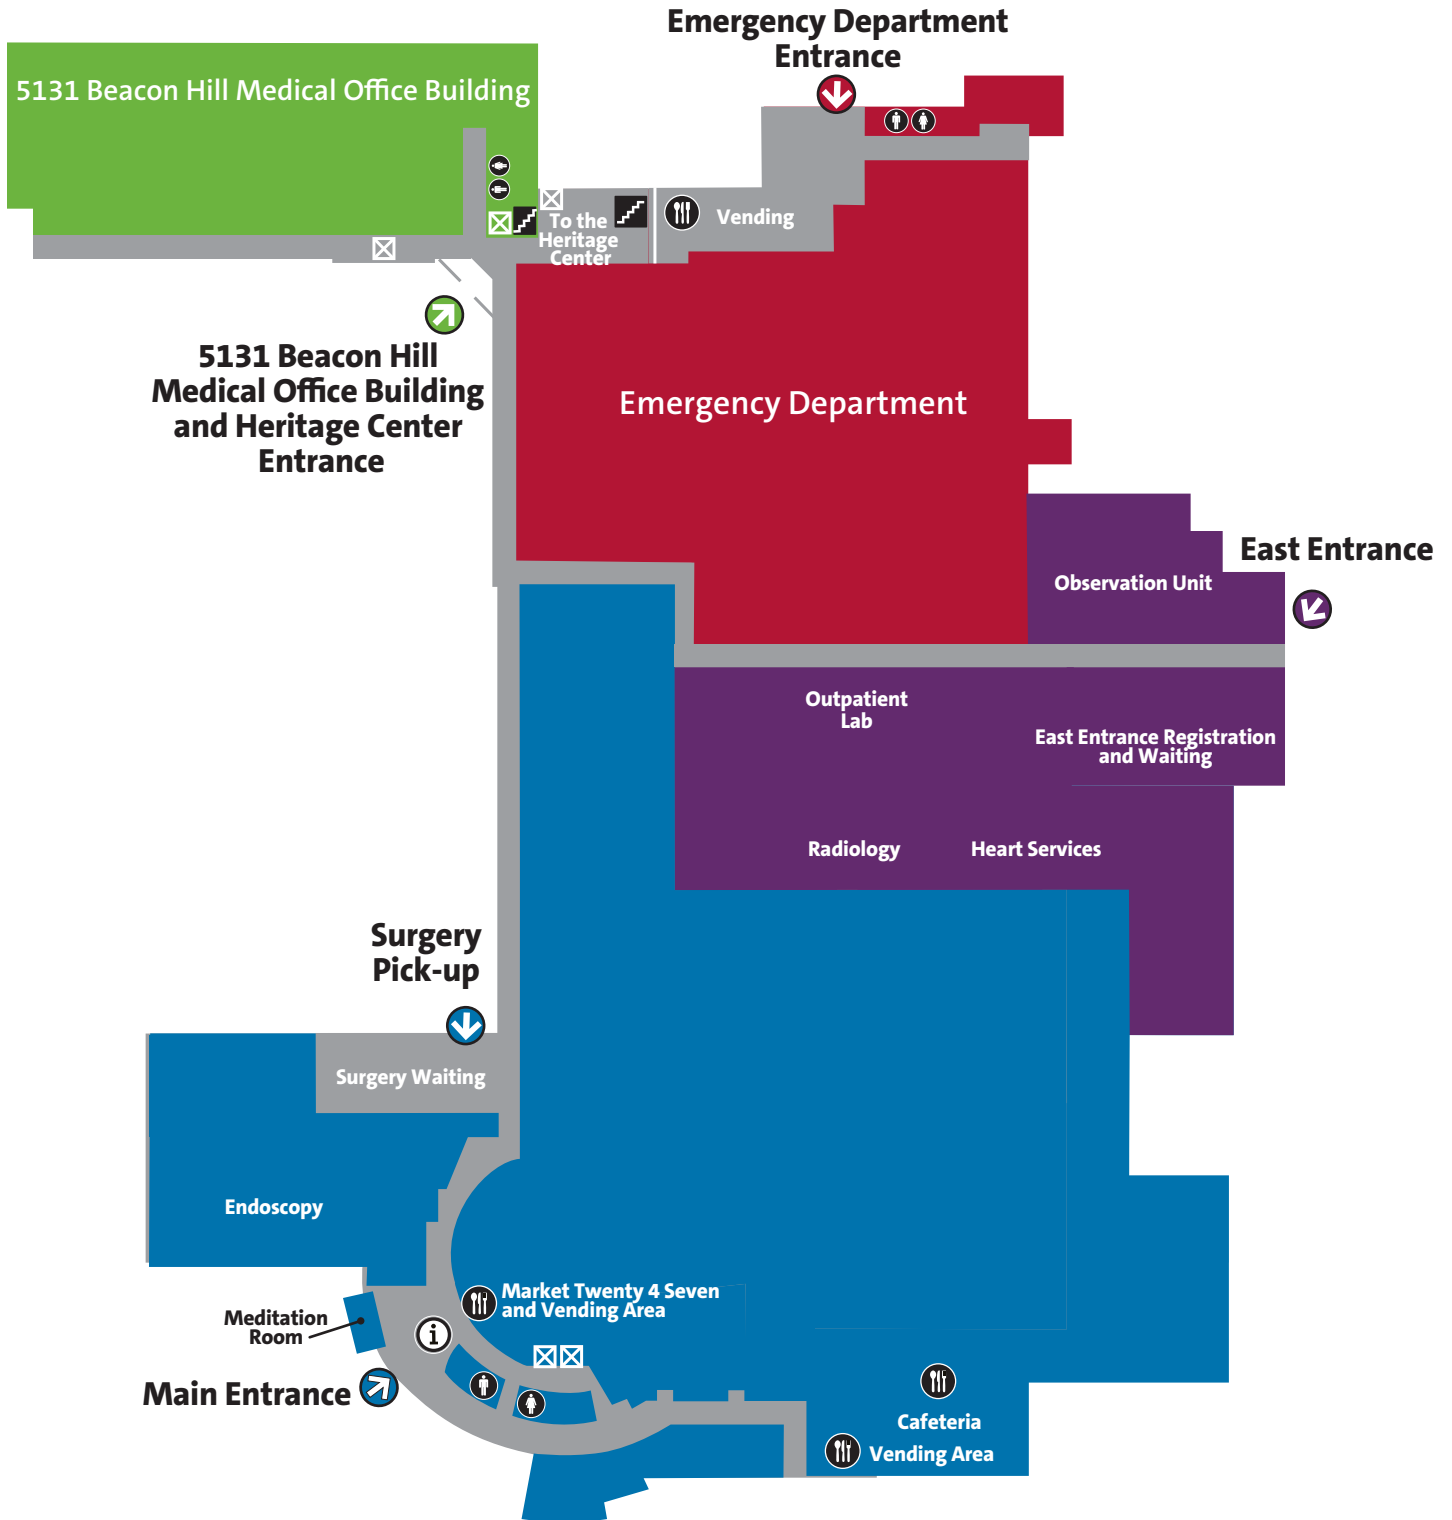 Emergency Department
Entrance
5131 Beacon Hill Medical Office Building
To the
Heritage
Center
Vending
5131 Beacon Hill
Medical Office Building
and Heritage Center
Entrance
Emergency Department
East Entrance
Observation Unit
Outpatient
Lab
East Entrance Registration
and Waiting
Radiology
Heart Services
Surgery
Pick-up
Surgery Waiting
Endoscopy
Market Twenty 4 Seven
and Vending Area
Meditation
Room
i
Main Entrance
Cafeteria
Vending Area